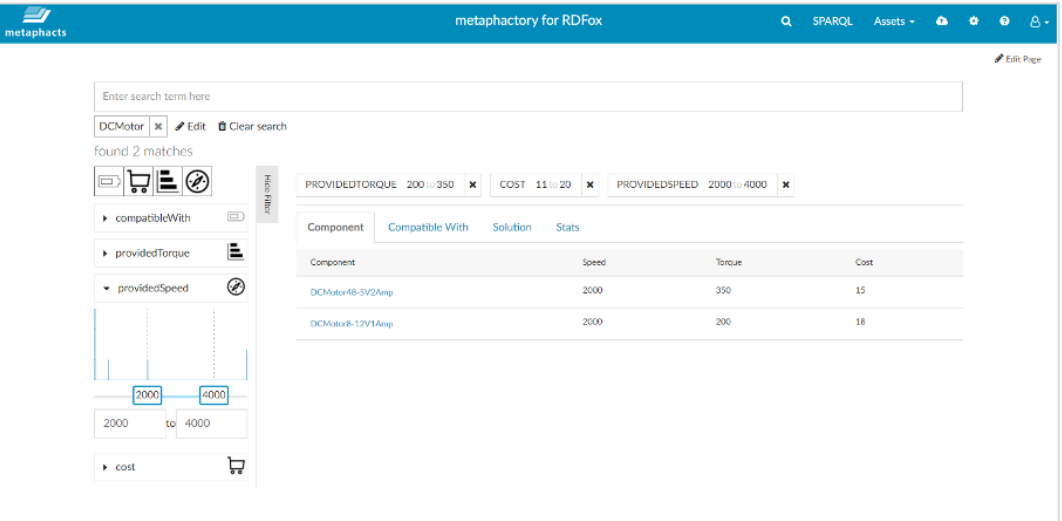 metaphacts
metaphactory for RDFox
SPARQL Assets
Edit Page
Enter search term here
DCMotor Edit Clear search
found 2 matches
Hide Filter
PROVIDEDTORQUE 200 to 350 COST 11 to 20 PROVIDEDSPEED 2000 to 4000
compatibleWith
providedTorque
providedSpeed
2000 4000
2000 to 4000
cost
Component Compatible With Solution Stats
Component Speed Torque Cost
DCMotor48-5V2Amp 2000 350 15
DCMotor8-12V1Amp 2000 200 18